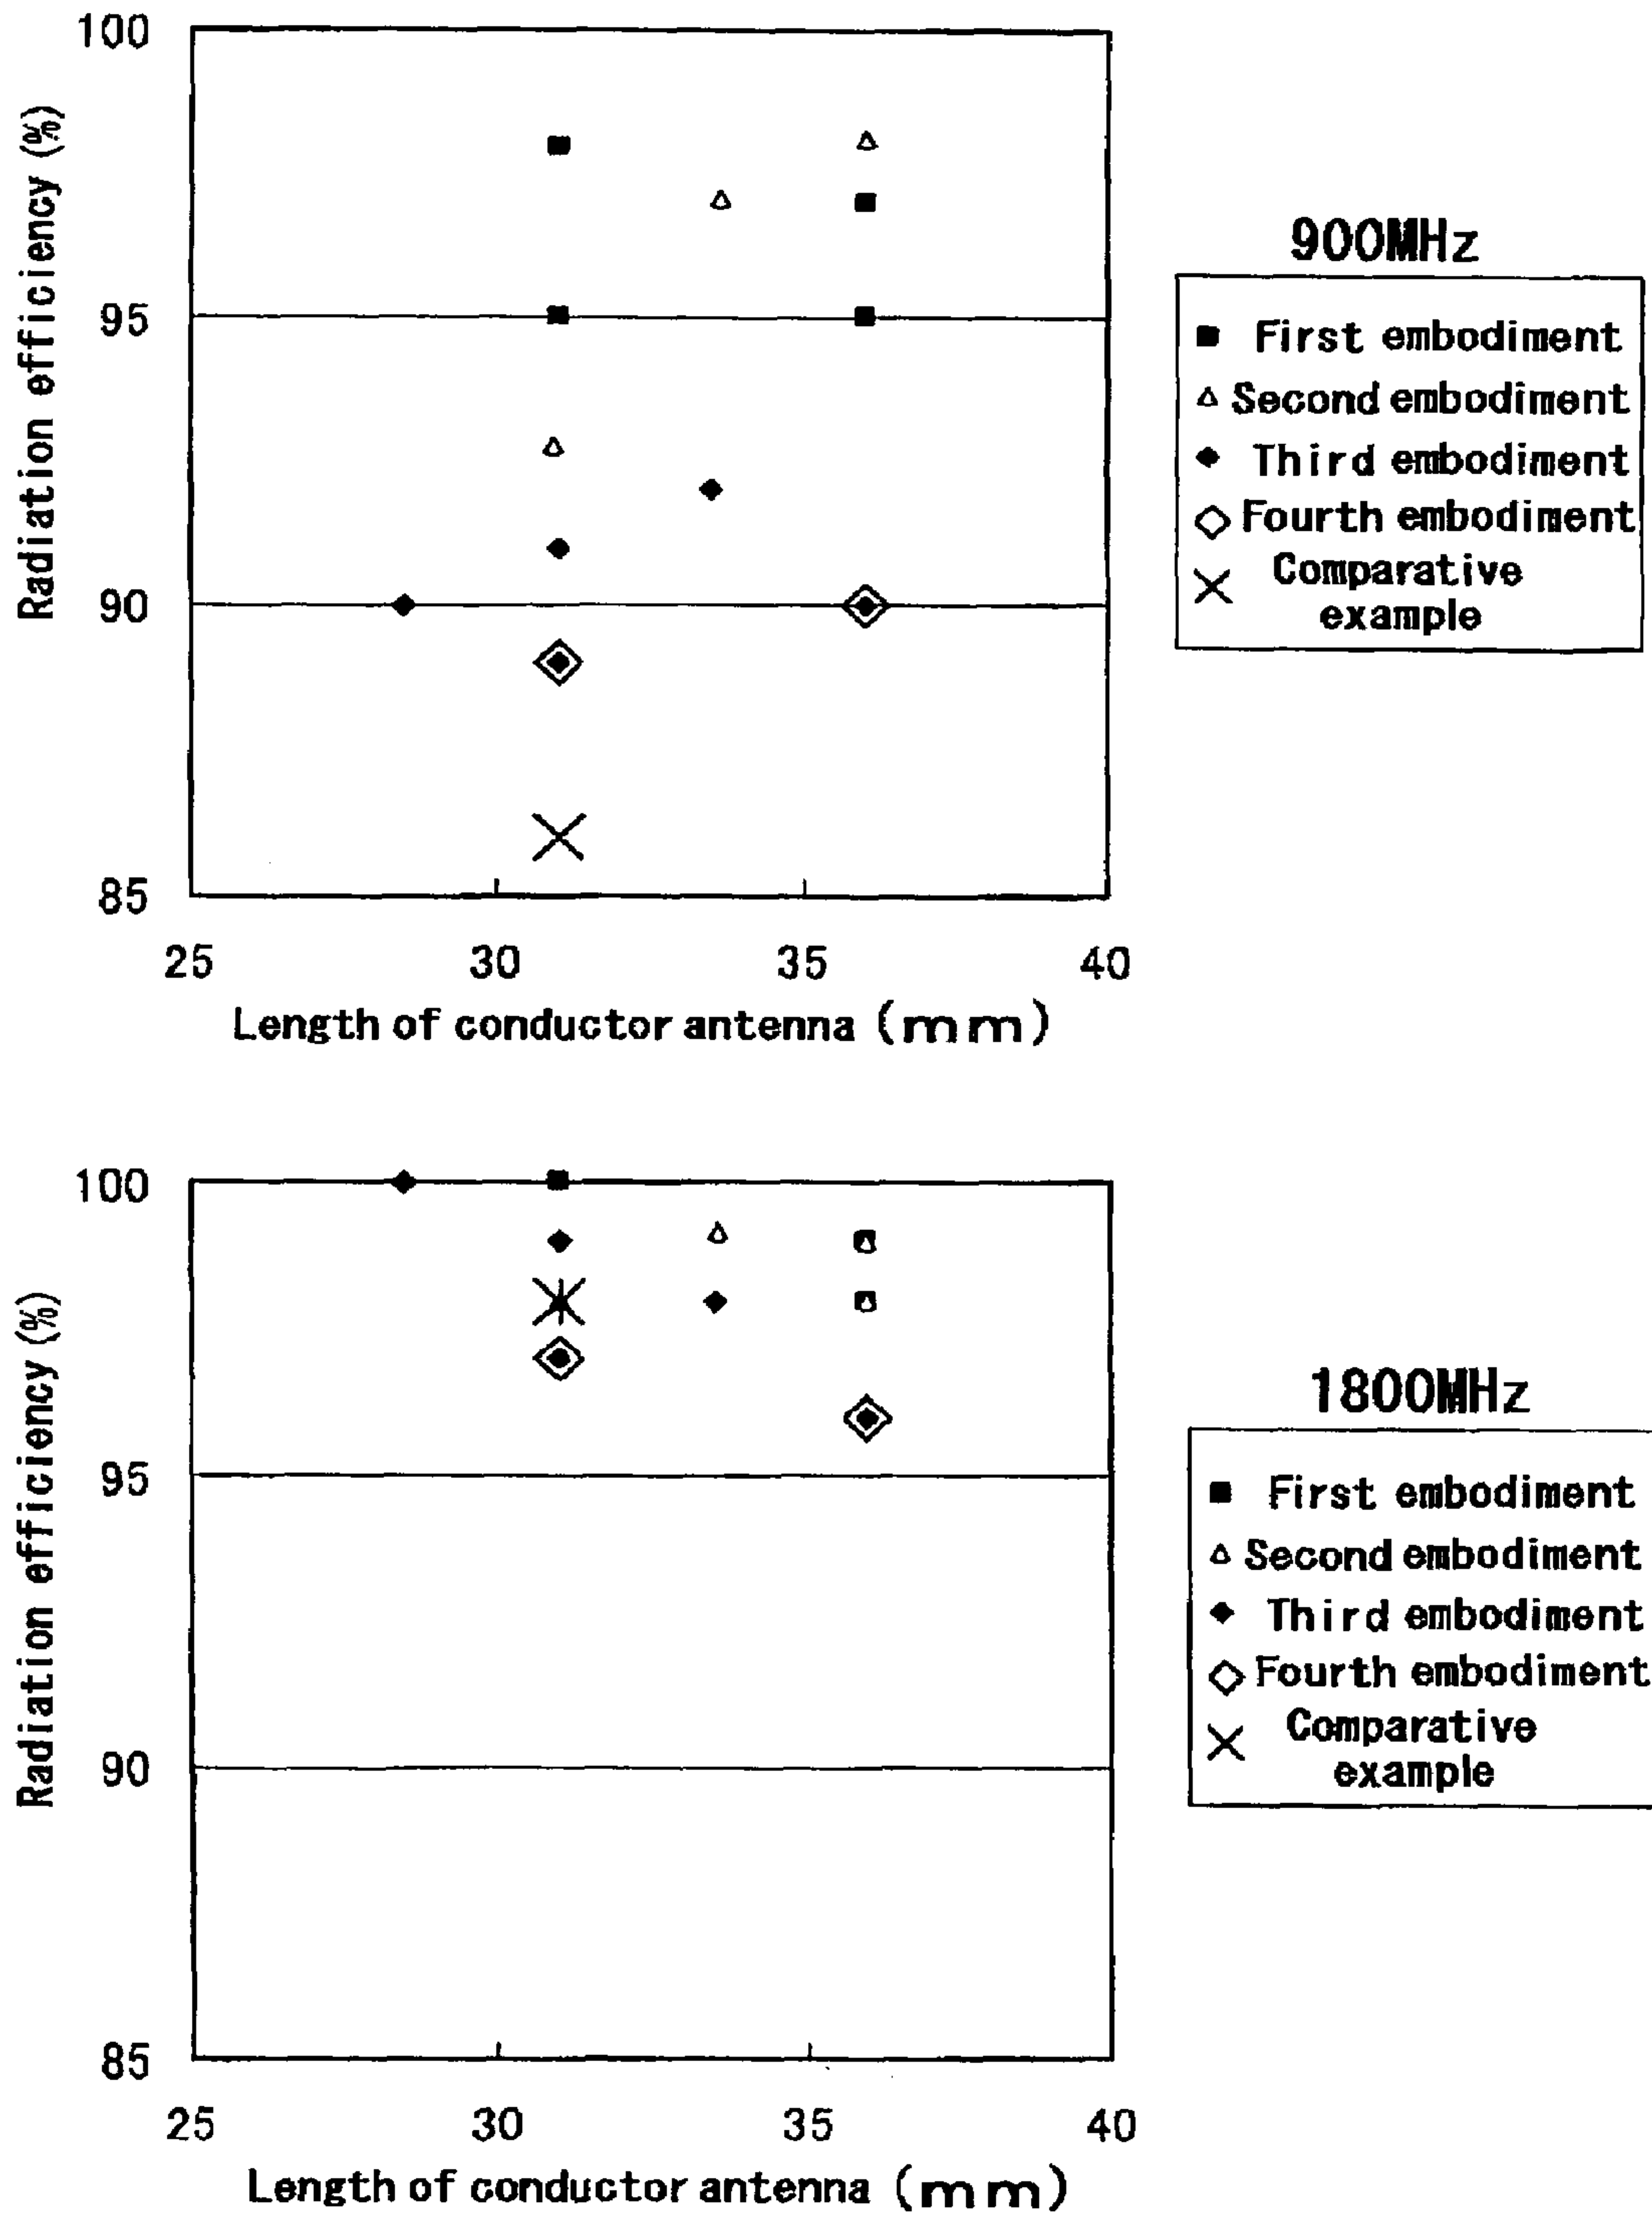 100
95
90
85
Radiation efficiency (%)
25 30 35 40
Length of conductor antenna (mm)
900MHz
First embodiment
Second embodiment
Third embodiment
Fourth embodiment
Comparative
example
100
95
90
85
Radiation efficiency (%)
25 30 35 40
Length of conductor antenna (mm)
1800MHz
First embodiment
Second embodiment
Third embodiment
Fourth embodiment
Comparative
example